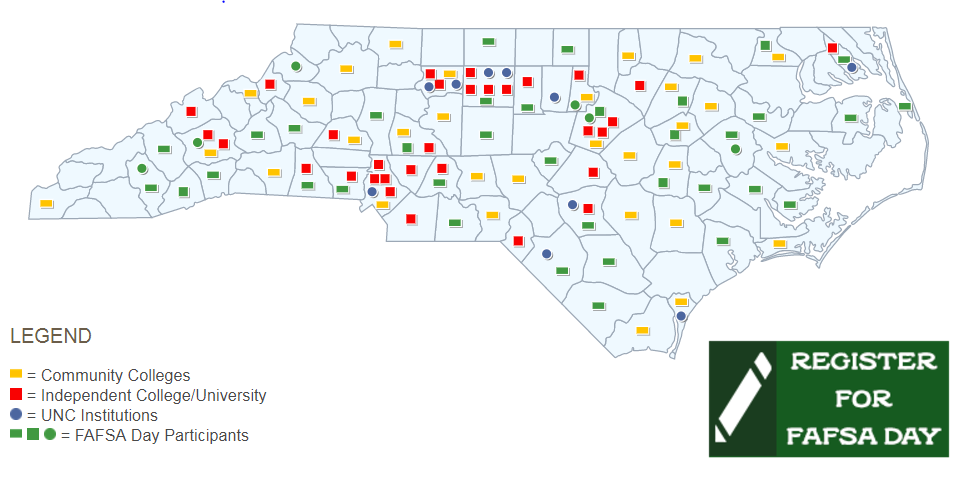 LEGEND
= Community Colleges
= Independent College/University
= UNC Institutions
= FAFSA Day Participants
REGISTER
FOR
FAFSA DAY